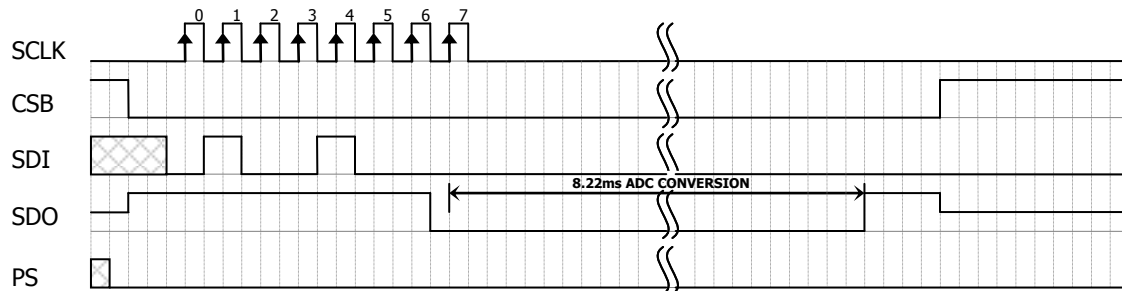 0 1 2 3 4 5 6 7
SCLK
CSB
SDI
8.22ms ADC CONVERSION
SDO
PS